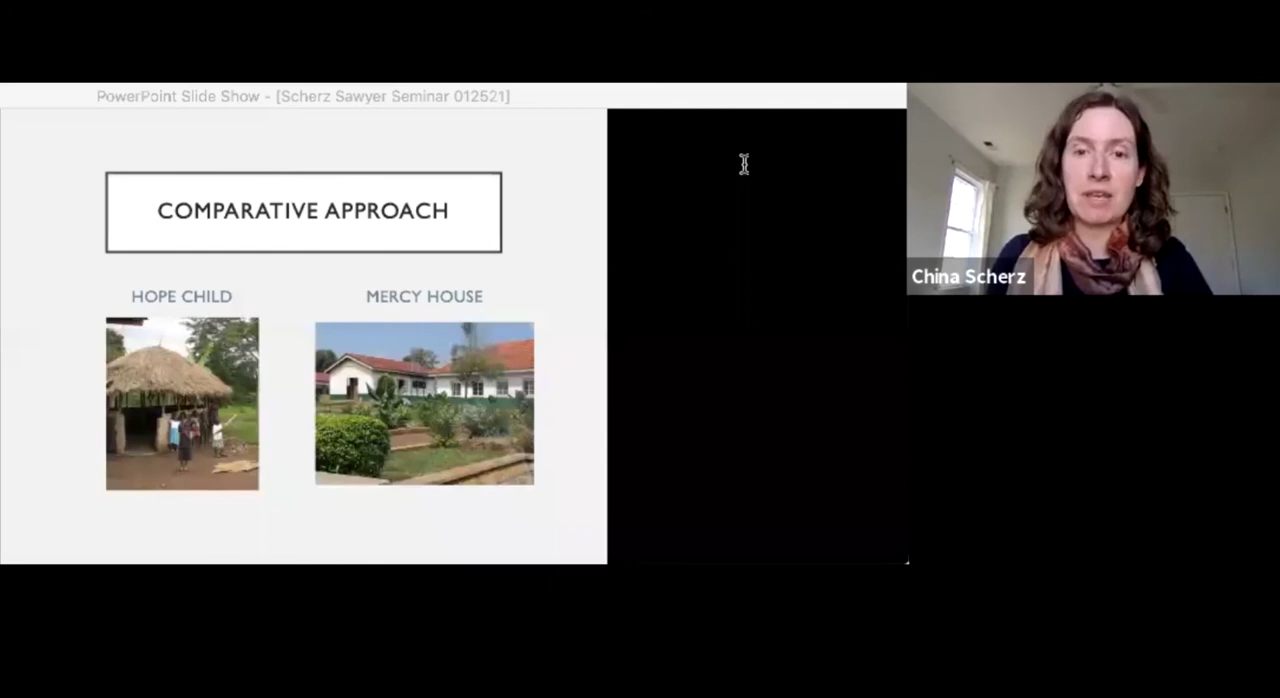 PowerPoint Slide Show - [Scherz Sawyer Seminar 012521]
COMPARATIVE APPROACH
HOPE CHILD
MERCY HOUSE
China Scherz